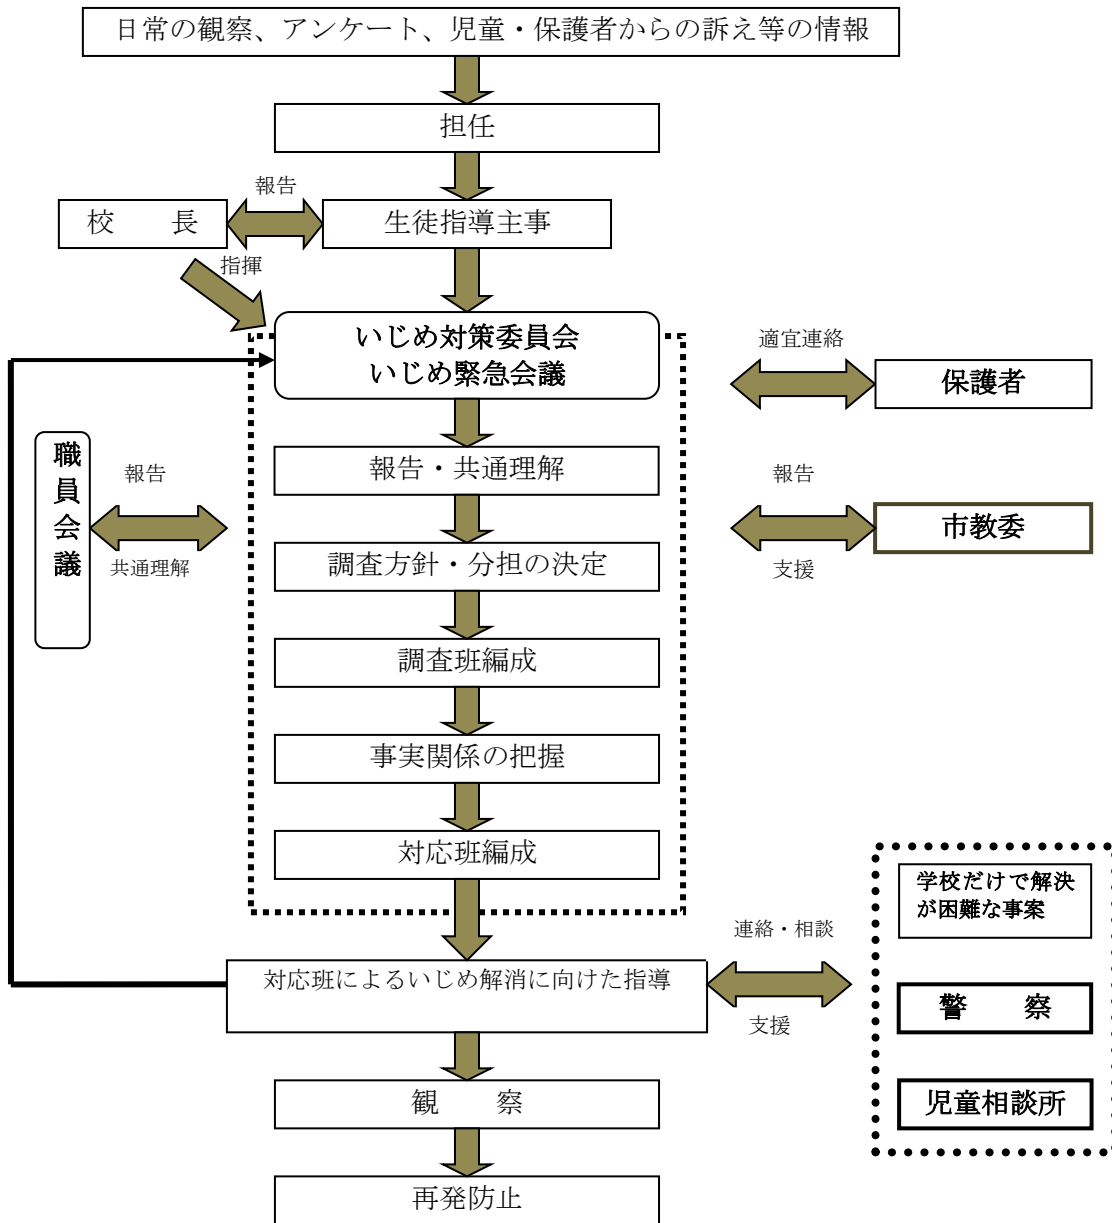 日常の観察、アンケート、児童・保護者からの訴え等の情報
担任
報告
校　　長
生徒指導主事
指揮
いじめ対策委員会
いじめ緊急会議
適宜連絡
保護者
職員会議
報告
共通理解
報告・共通理解
報告
市教委
支援
調査方針・分担の決定
調査班編成
事実関係の把握
対応班編成
学校だけで解決
が困難な事案
連絡・相談
対応班によるいじめ解消に向けた指導
支援
警　　察
児童相談所
観　　察
再発防止